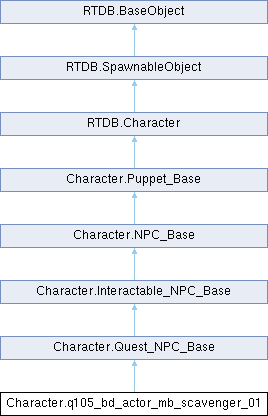 RTDB.BaseObject
RTDB.SpawnableObject
RTDB.Character
Character.Puppet_Base
Character.NPC_Base
Character.Interactable_NPC_Base
Character.Quest_NPC_Base
Character.q105_bd_actor_mb_scavenger_01